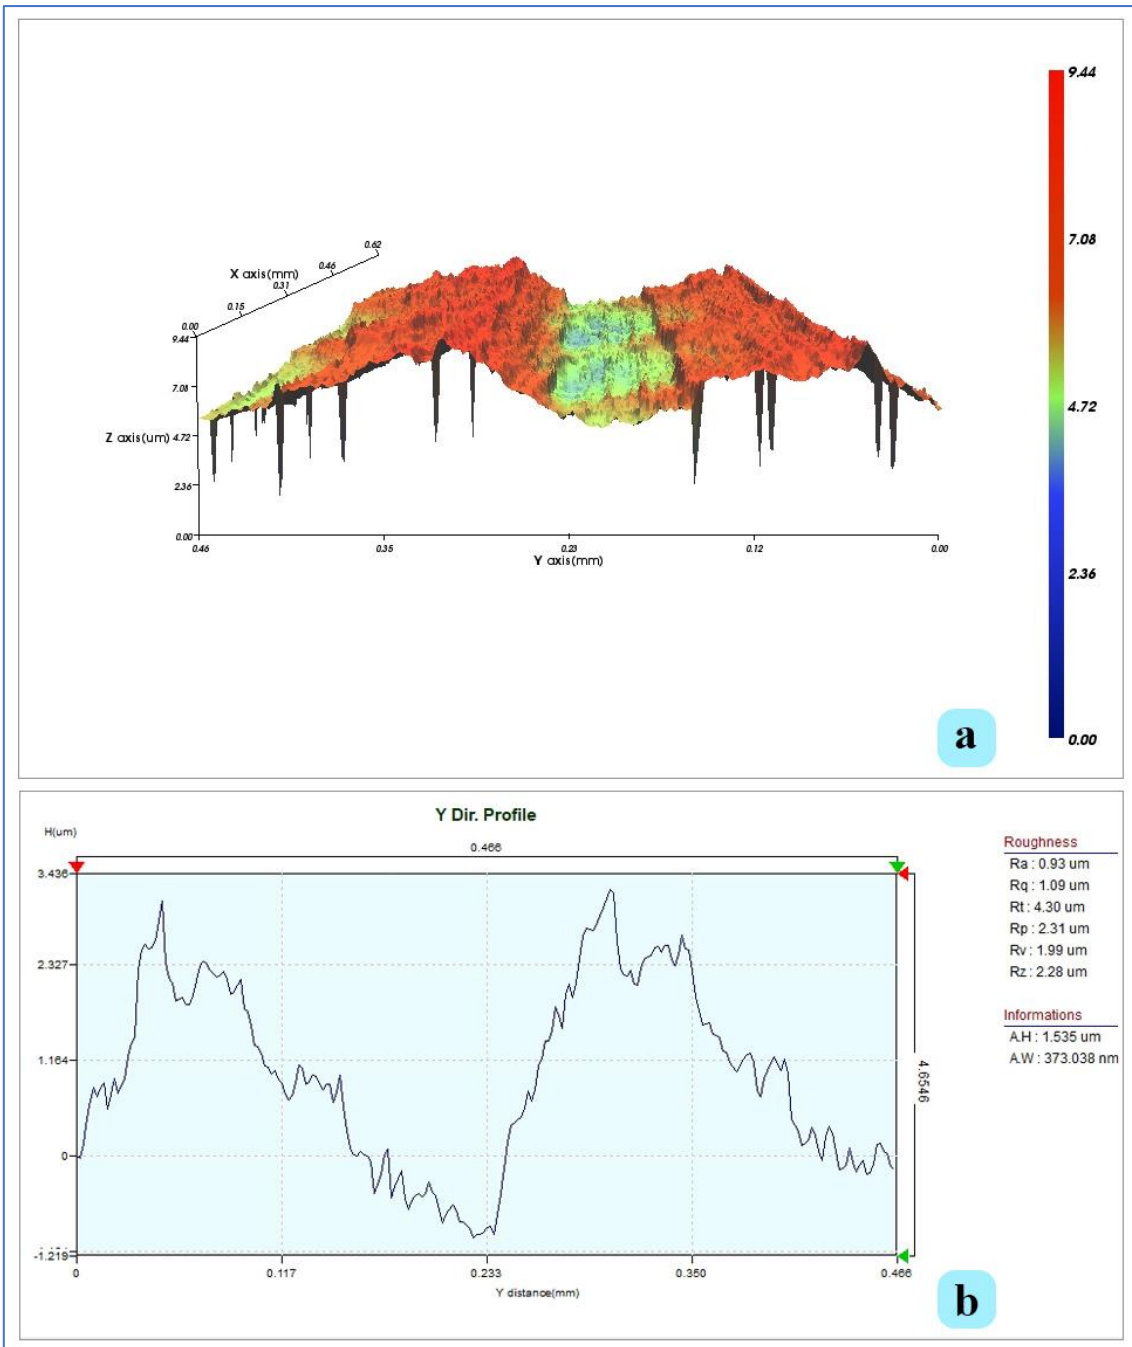 9.44
7.08
4.72
2.36
0.00
0.62
0.46
X axis(mm)
0.31
0.15
0.00
9.44
7.08
Z axis(um) 4.72
2.36
0.00
0.46
0.35
0.23
0.12
0.00
Y axis(mm)
a
Y Dir. Profile
H(um)
0.466
3.436
2.327
1.164
0
-1.219
4.6546
0
0.117
0.233
0.350
0.466
Y distance(mm)
Roughness
Ra : 0.93 um
Rq : 1.09 um
Rt : 4.30 um
Rp : 2.31 um
Rv : 1.99 um
Rz : 2.28 um
Informations
A.H : 1.535 um
A.W : 373.038 nm
b